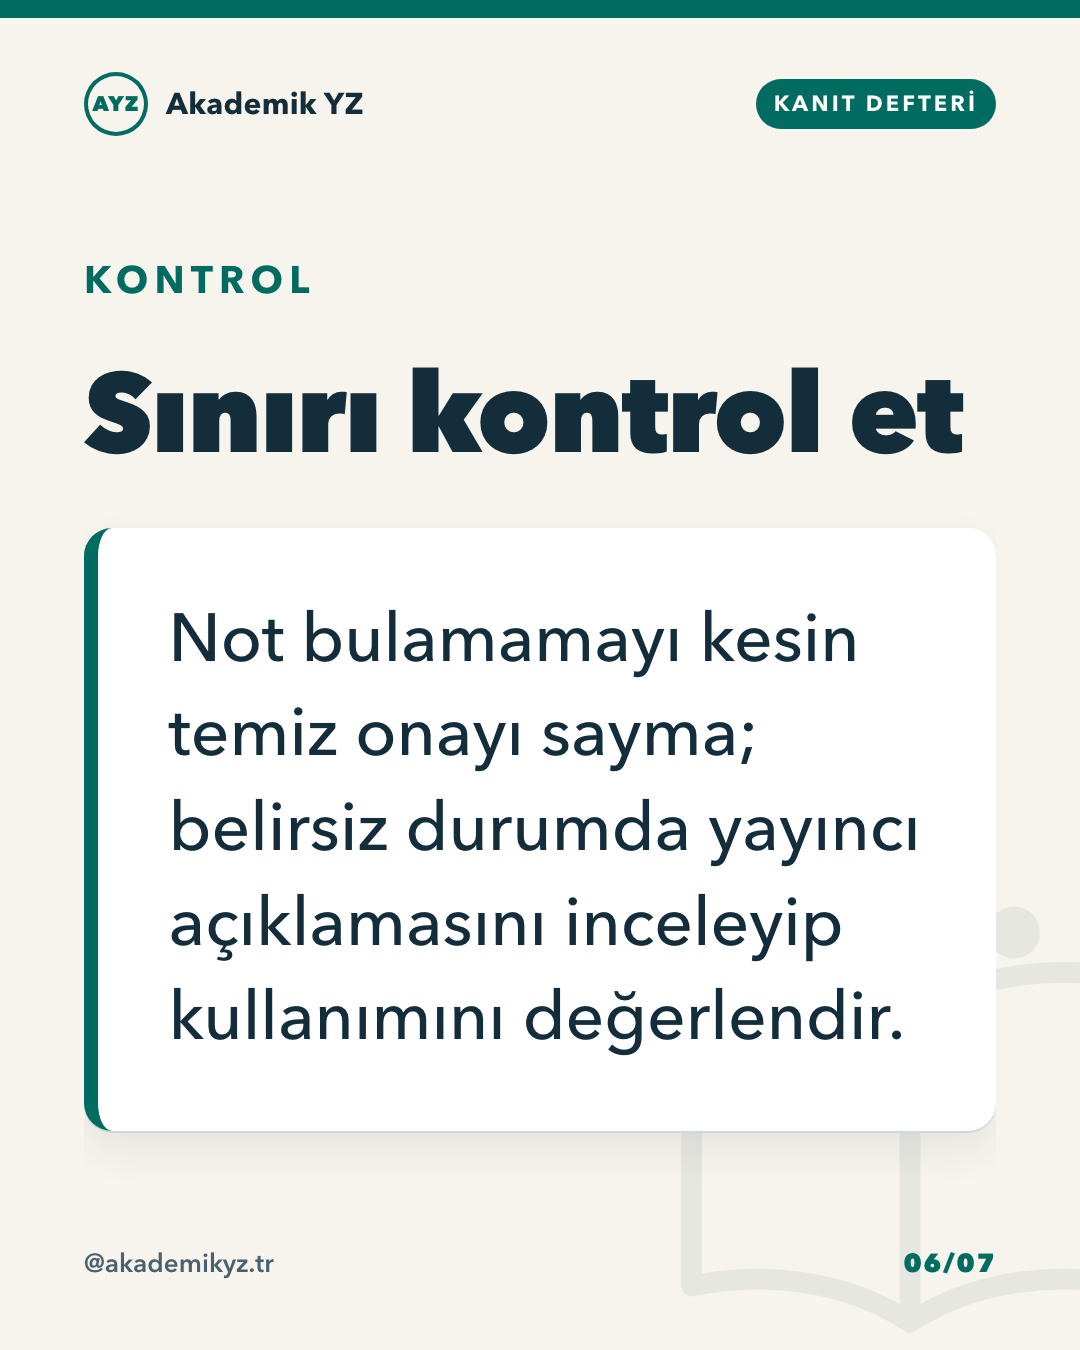 AYZ Akademik YZ
KANIT DEFTERİ
KONTROL
Sınırı kontrol et
Not bulamamayı kesin
temiz onayı sayma;
belirsiz durumda yayıncı
açıklamasını inceleyip
kullanımını değerlendir.
@akademikyz.tr
06/07